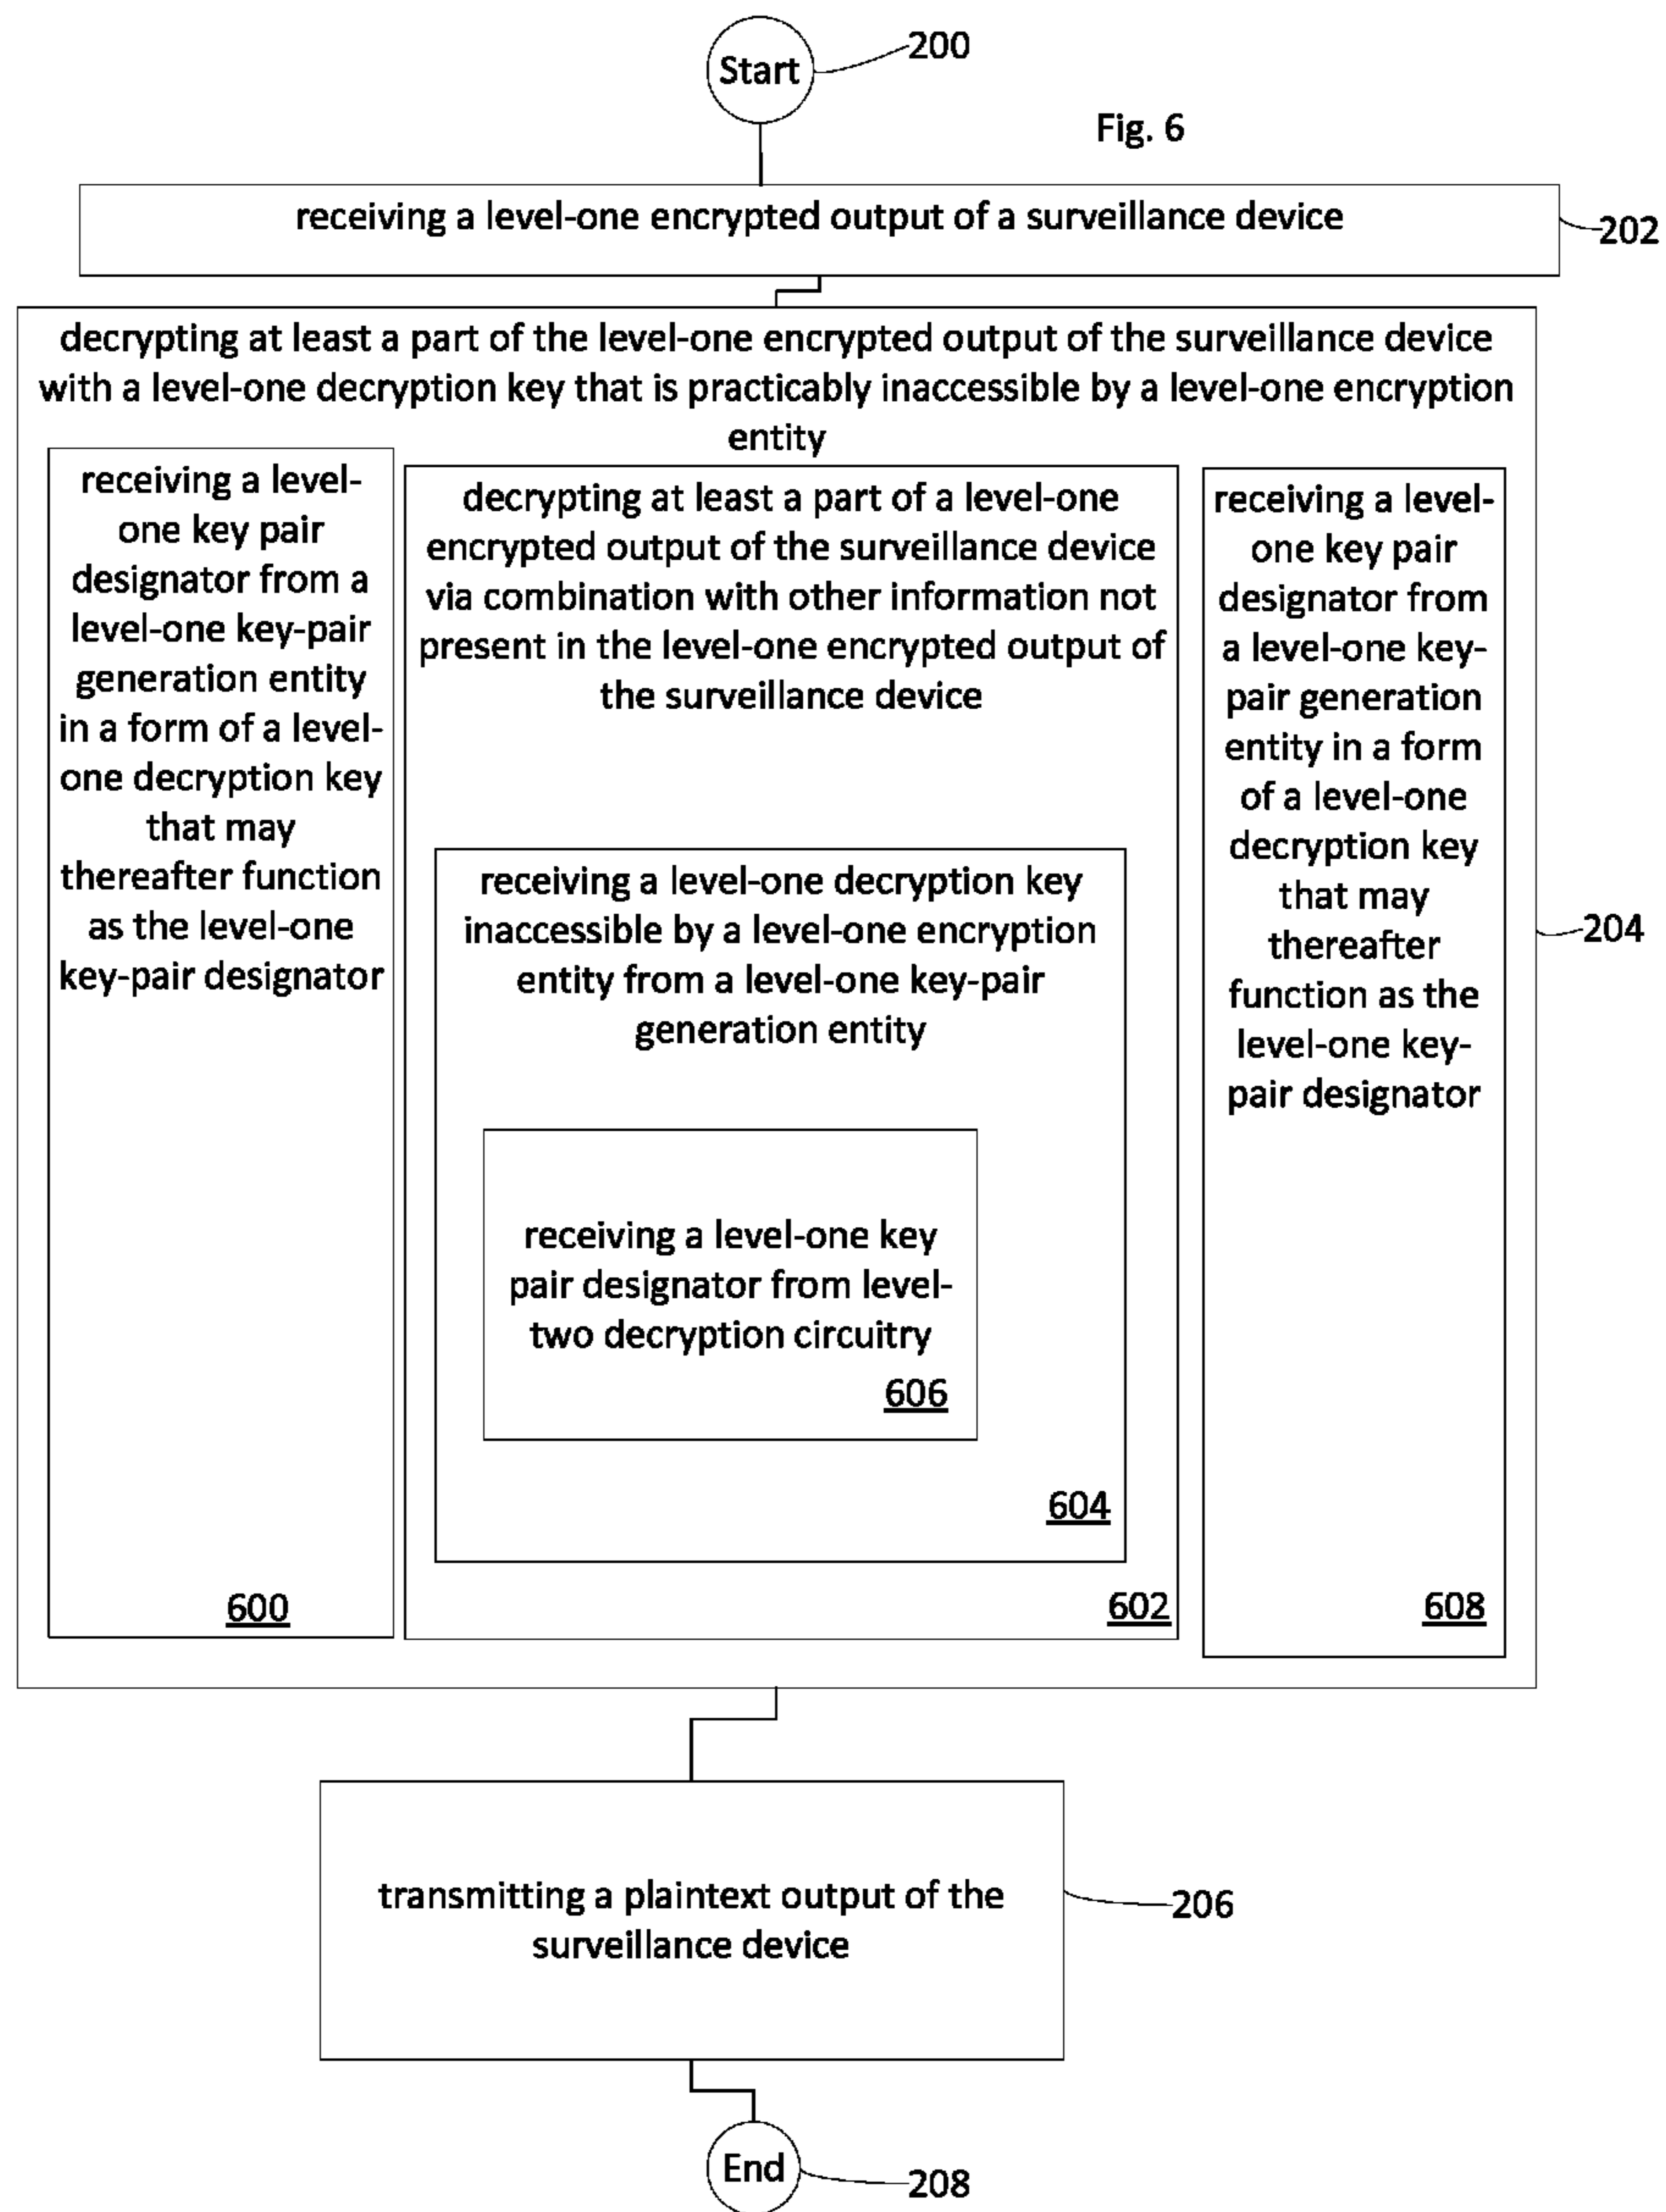 Start
200
Fig. 6
receiving a level-one encrypted output of a surveillance device
202
decrypting at least a part of the level-one encrypted output of the surveillance device
with a level-one decryption key that is practicably inaccessible by a level-one encryption
entity
receiving a level-
one key pair
designator from a
level-one key-pair
generation entity
in a form of a level-
one decryption key
that may
thereafter function
as the level-one
key-pair designator
600
decrypting at least a part of a level-one
encrypted output of the surveillance device
via combination with other information not
present in the level-one encrypted output of
the surveillance device
receiving a level-one decryption key
inaccessible by a level-one encryption
entity from a level-one key-pair
generation entity
receiving a level-one key
pair designator from level-
two decryption circuitry
606
604
602
receiving a level-
one key pair
designator from
a level-one key-
pair generation
entity in a form
of a level-one
decryption key
that may
thereafter
function as the
level-one key-
pair designator
608
204
transmitting a plaintext output of the
surveillance device
206
End
208